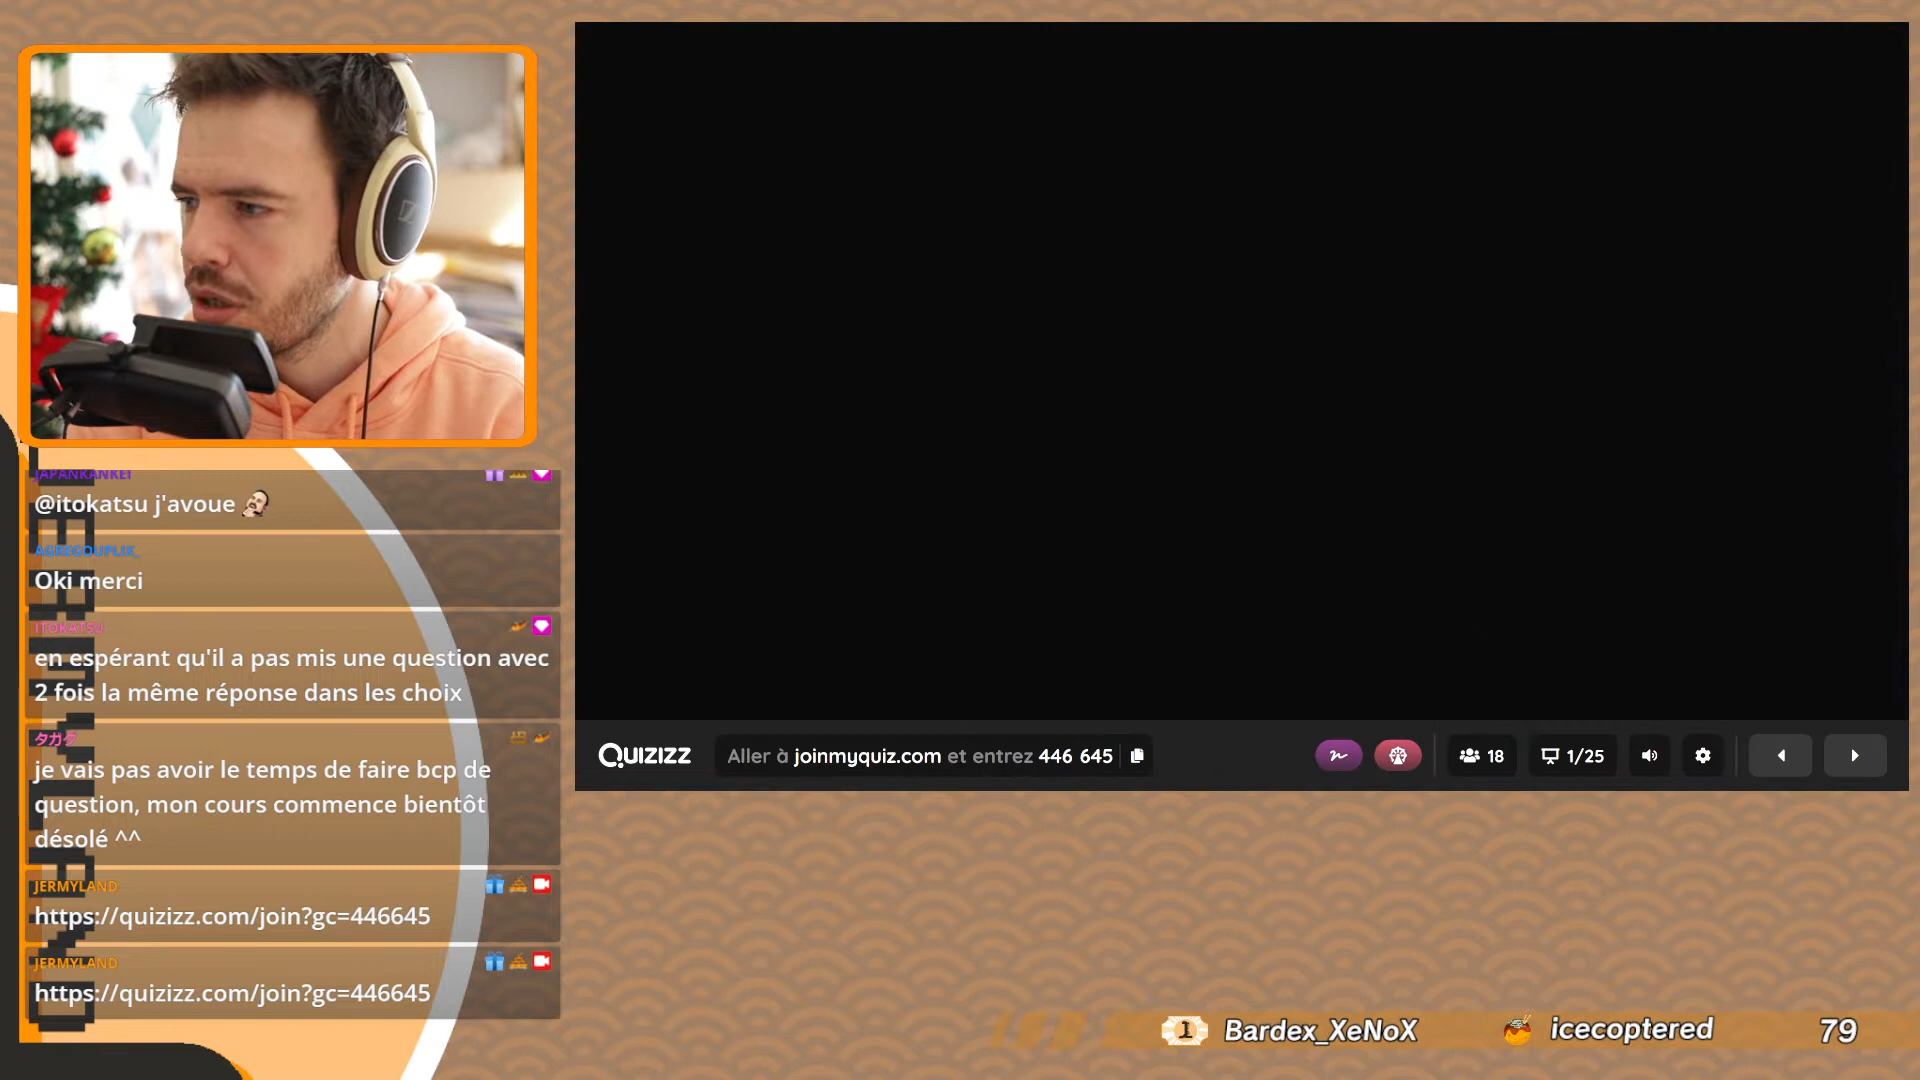 JAPANKANKEI
@itokatsu j'avoue
Oki merci
ITOKATSU
en espérant qu'il a pas mis une question avec
2 fois la même réponse dans les choix
je vais pas avoir le temps de faire bcp de
question, mon cours commence bientôt
désolé ^^
JERMYLAND
https://quizizz.com/join?gc=446645
JERMYLAND
https://quizizz.com/join?gc=446645
QUIZIZZ
Aller à joinmyquiz.com et entrez 446 645
18
1/25
1
Bardex_XeNoX
icecoptered
79